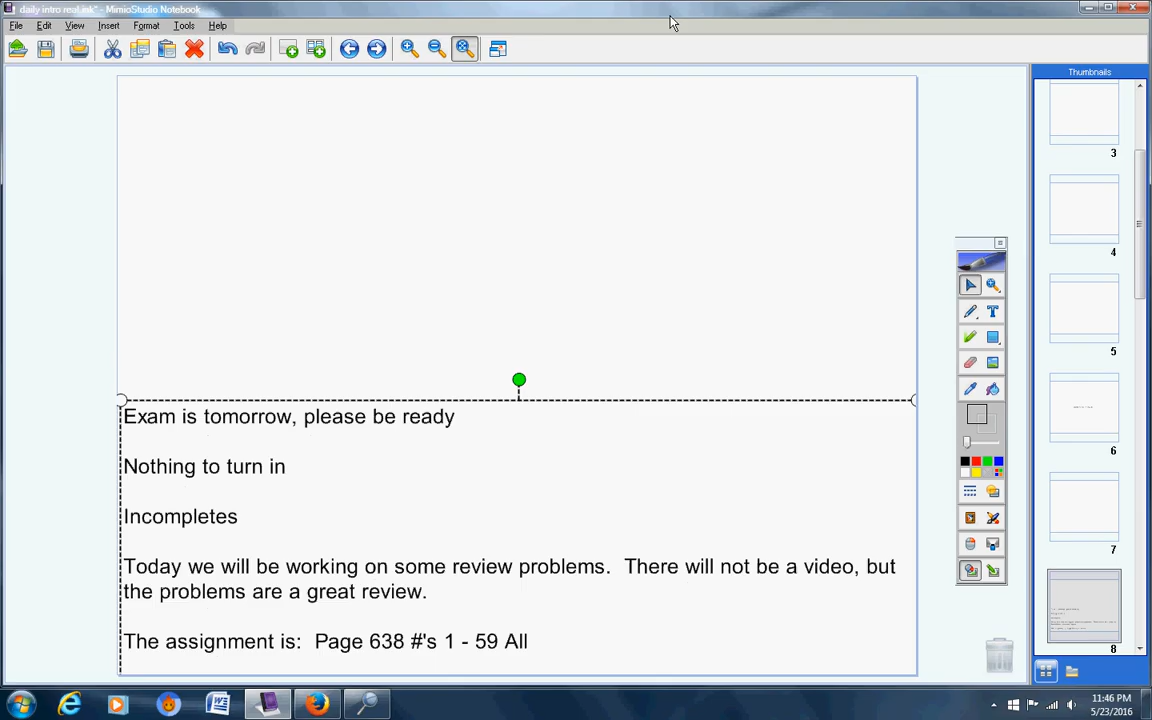 daily intro real.ink* - MimioStudio Notebook
File Edit View Insert Format Tools Help
Thumbnails
3
4
5
6
7
8
Exam is tomorrow, please be ready
Nothing to turn in
Incompletes
Today we will be working on some review problems.  There will not be a video, but
the problems are a great review.
The assignment is:  Page 638 #'s 1 - 59 All
11:46 PM
5/23/2016